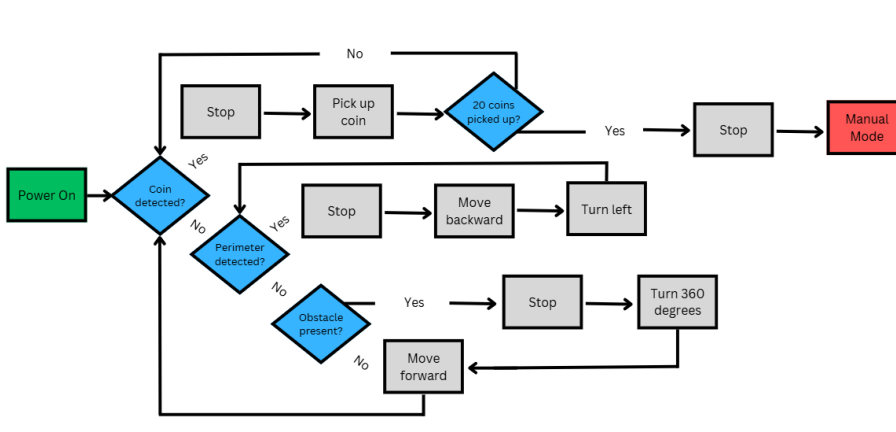 No
Stop
Pick up
coin
20 coins
picked up?
Yes
Stop
Manual
Mode
Power On
Coin
detected?
Yes
No
Perimeter
detected?
Yes
Stop
Move
backward
Turn left
No
Obstacle
present?
Yes
Stop
Turn 360
degrees
No
Move
forward